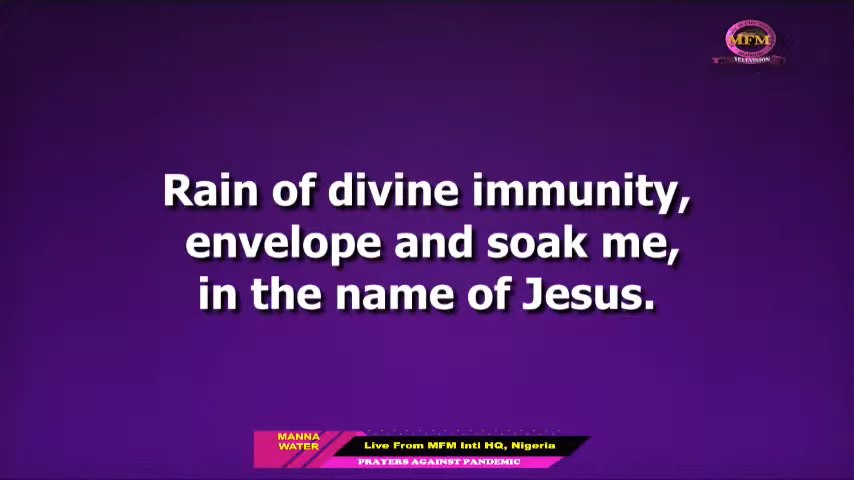 MFM
TELEVISION
Rain of divine immunity,
envelope and soak me,
in the name of Jesus.
MANNA
WATER
Live From MFM Intl HQ, Nigeria
PRAYERS AGAINST PANDEMIC